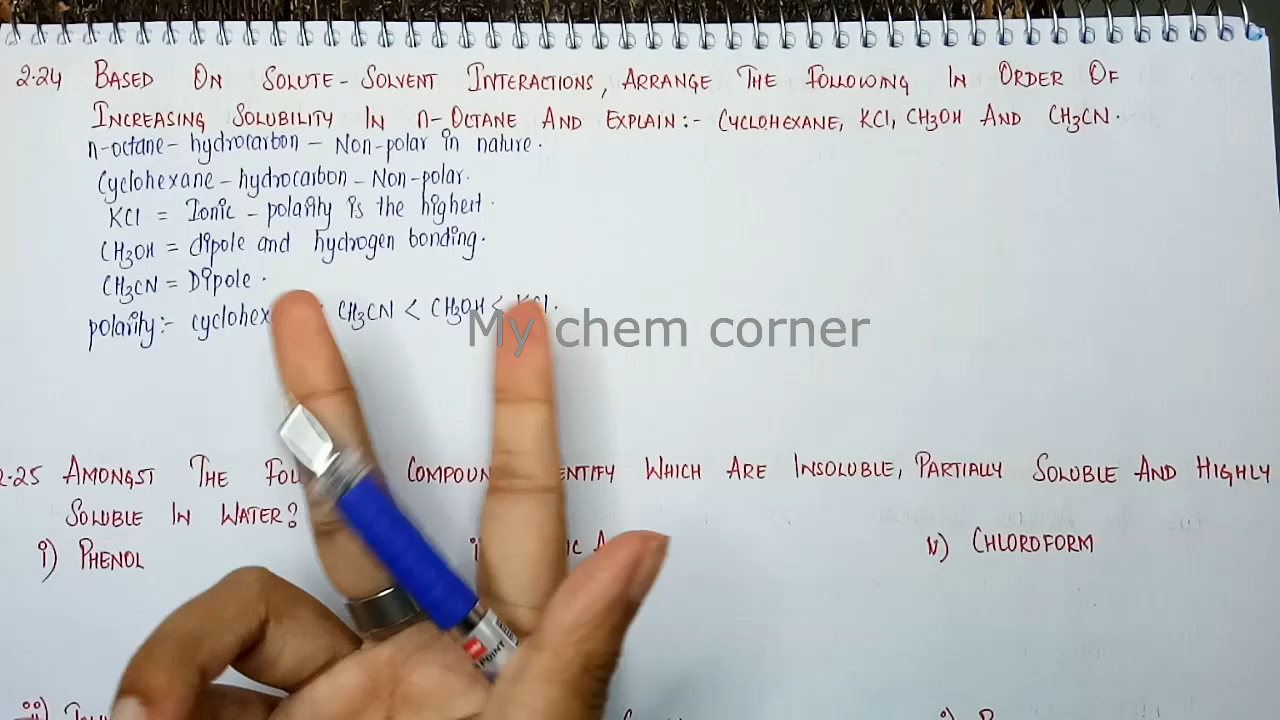 2.24 BASED ON SOLUTE-SOLVENT INTERACTIONS, ARRANGE THE FOLLOWING IN ORDER OF
INCREASING SOLUBILITY IN n-OCTANE AND EXPLAIN:- CYCLOHEXANE, KCl, CH3OH AND CH3CN.
n-octane - hydrocarbon - Non-polar in nature.
Cyclohexane - hydrocarbon - Non-polar.
KCl = Ionic - polarity is the highest.
CH3OH = dipole and hydrogen bonding.
CH3CN = Dipole.
polarity:- CH3CN < CH3OH < KCl.
My chem corner
2.25 AMONGST THE COMPOUN WHICH ARE INSOLUBLE, PARTIALLY SOLUBLE AND HIGHLY
SOLUBLE IN WATER?
i) PHENOL
v) CHLOROFORM